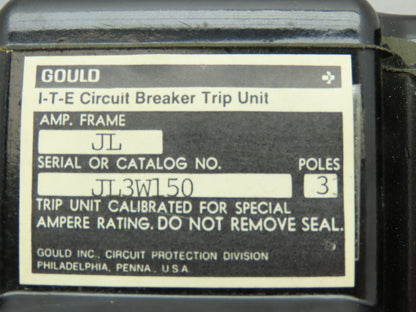 GOULD
I-T-E Circuit Breaker Trip Unit
AMP. FRAME
JL
SERIAL OR CATALOG NO. POLES
JL3W150 3
TRIP UNIT CALIBRATED FOR SPECIAL
AMPERE RATING. DO NOT REMOVE SEAL.
GOULD INC., CIRCUIT PROTECTION DIVISION
PHILADELPHIA, PENNA., U.S.A